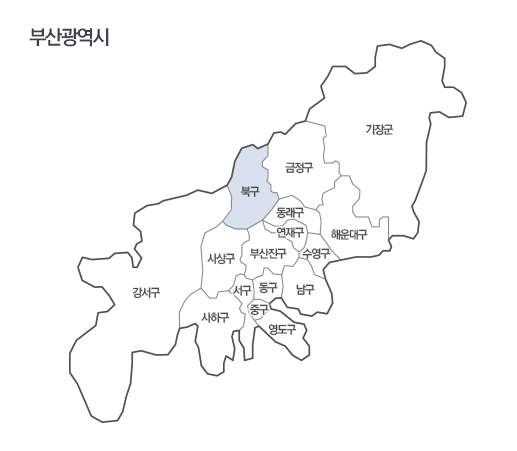 부산광역시
기장군
금정구
북구
동래구
연재구
해운대구
부산진구
수영구
사상구
강서구
서구
동구
남구
중구
사하구
영도구